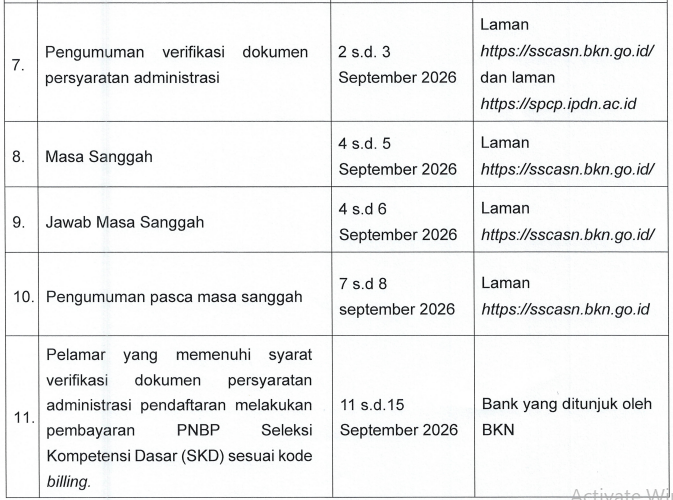 7.
Pengumuman verifikasi dokumen
persyaratan administrasi
2 s.d. 3
September 2026
Laman
https://sscasn.bkn.go.id/
dan laman
https://spcp.ipdn.ac.id
8.
Masa Sanggah
4 s.d. 5
September 2026
Laman
https://sscasn.bkn.go.id/
9.
Jawab Masa Sanggah
4 s.d 6
September 2026
Laman
https://sscasn.bkn.go.id/
10.
Pengumuman pasca masa sanggah
7 s.d 8
september 2026
Laman
https://sscasn.bkn.go.id
11.
Pelamar yang memenuhi syarat
verifikasi dokumen persyaratan
administrasi pendaftaran melakukan
pembayaran PNBP Seleksi
Kompetensi Dasar (SKD) sesuai kode
billing.
11 s.d.15
September 2026
Bank yang ditunjuk oleh
BKN
Activate Wi